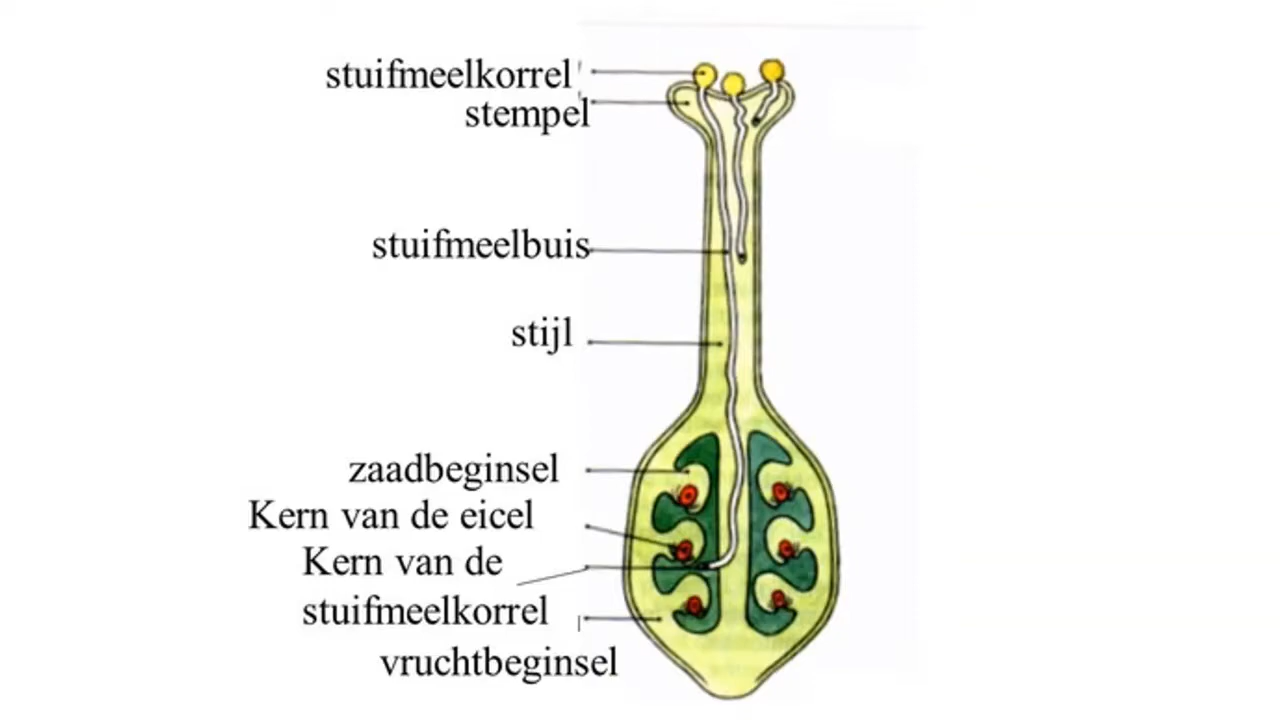 stuifmeelkorrel
stempel
stuifmeelbuis
stijl
zaadbeginsel
Kern van de eicel
Kern van de
stuifmeelkorrel
vruchtbeginsel